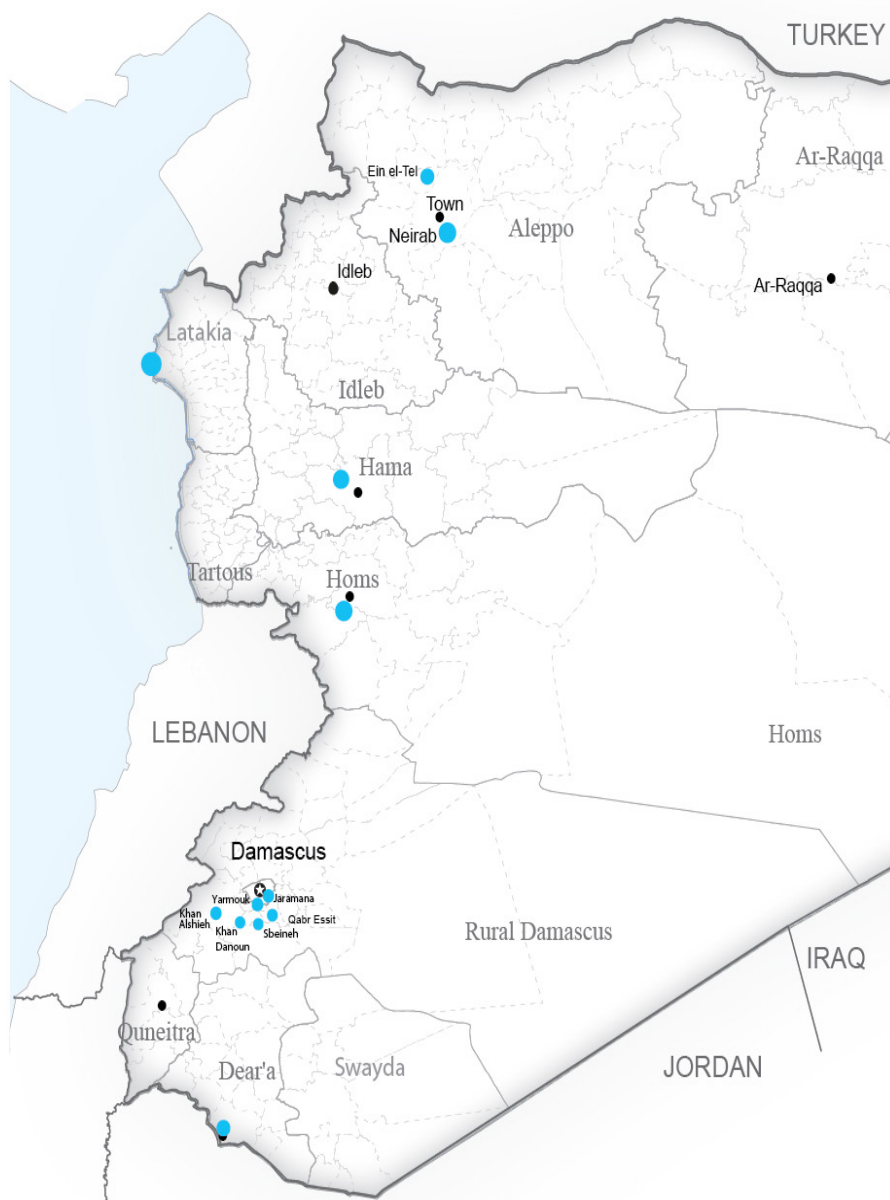 TURKEY
Ar-Raqqa
Ein el-Tel
Town
Neirab
Aleppo
Idleb
Ar-Raqqa
Latakia
Idleb
Hama
Tartous
Homs
LEBANON
Homs
Damascus
Yarmouk
Jaramana
Khan
Alshieh
Qabr Essit
Khan
Danoun
Sbeineh
Rural Damascus
IRAQ
Quneitra
Dear'a
Swayda
JORDAN